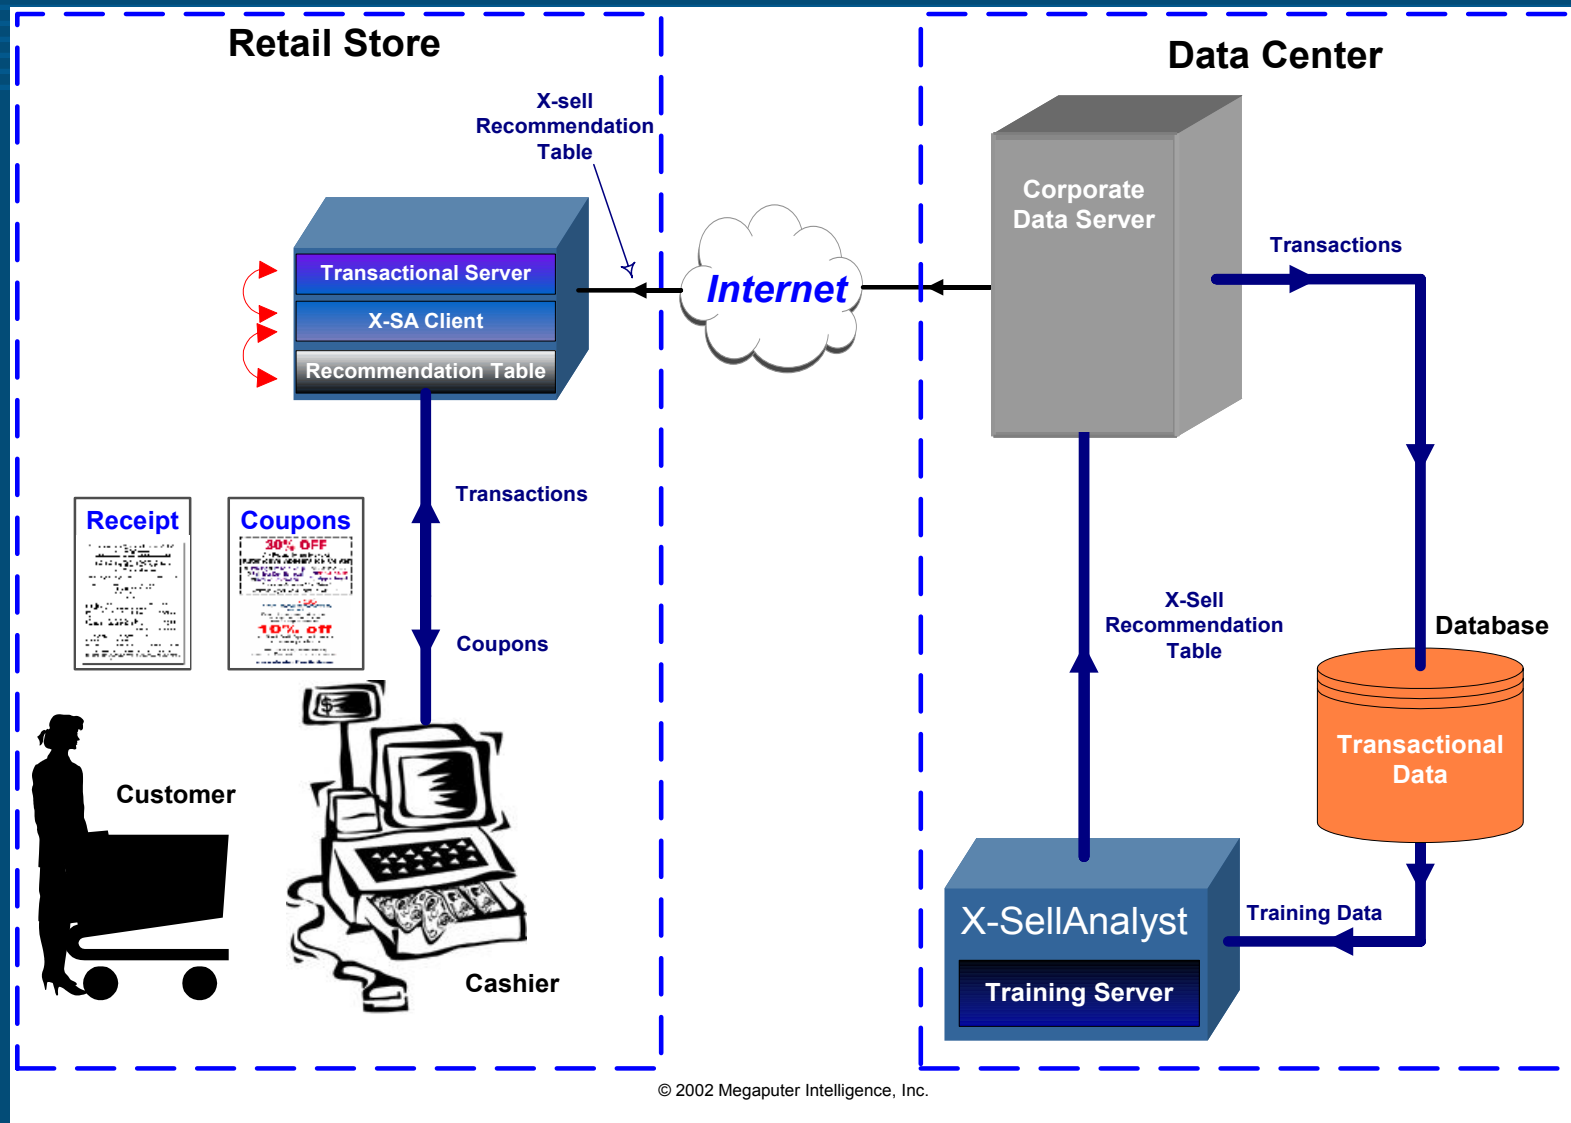 Retail Store
Data Center
X-sell
Recommendation
Table
Corporate
Data Server
Transactions
Transactional Server
X-SA Client
Recommendation Table
Internet
Transactions
Receipt
Coupons
30% OFF
10% off
Coupons
X-Sell
Recommendation
Table
Database
Transactional
Data
$
Customer
Cashier
X-SellAnalyst
Training Server
Training Data
© 2002 Megaputer Intelligence, Inc.